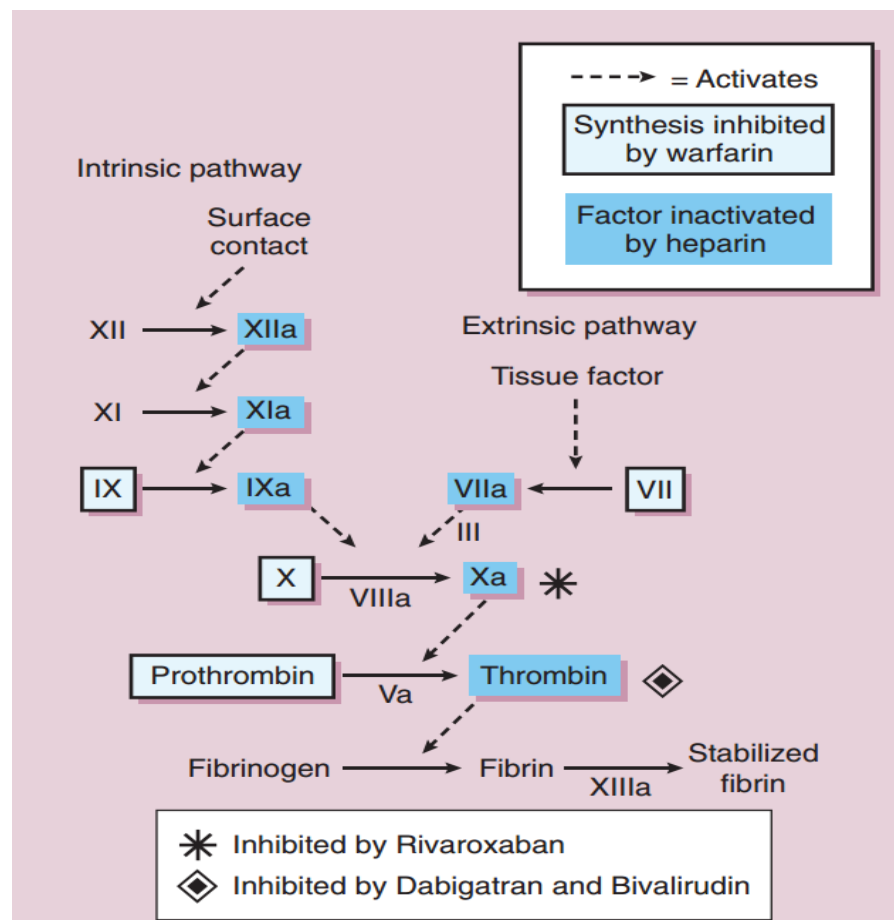 = Activates
Synthesis inhibited
by warfarin
Factor inactivated
by heparin
Intrinsic pathway
Surface
contact
XII
XIIa
Extrinsic pathway
Tissue factor
XI
XIa
IX
IXa
VIIa
VII
III
X
Xa
VIIIa
Prothrombin
Thrombin
Va
Fibrinogen
Fibrin
XIIIa
Stabilized
fibrin
Inhibited by Rivaroxaban
Inhibited by Dabigatran and Bivalirudin